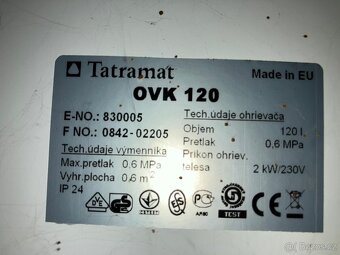 Tatramat
Made in EU
OVK 120
E-NO.: 830005
F NO.: 0842-02205
Tech.údaje výmenníka
Max.pretlak 0,6 MPa
Vyhr.plocha 0,6 m²
IP 24
Tech.údaje ohrievača
Objem 120 l
Pretlak 0,6 MPa
Príkon ohriev.
telesa 2 kW/230V
TEST
CE